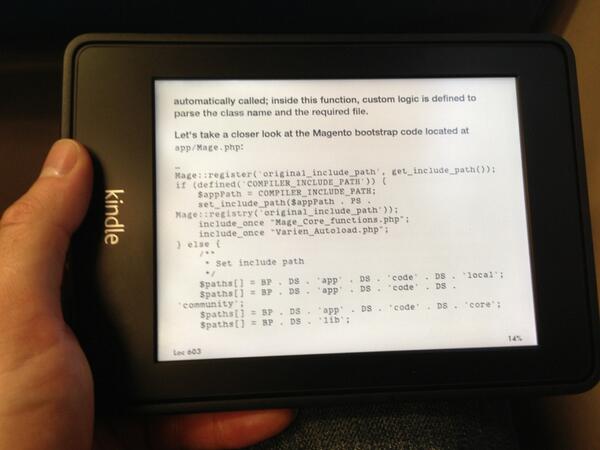 automatically called; inside this function, custom logic is defined to
parse the class name and the required file.
Let's take a closer look at the Magento bootstrap code located at
app/Mage.php:
…
Mage::register('original_include_path', get_include_path());
if (defined('COMPILER_INCLUDE_PATH')) {
    $appPath = COMPILER_INCLUDE_PATH;
    set_include_path($appPath . PS .
Mage::registry('original_include_path'));
    include_once "Mage_Core_functions.php";
    include_once "Varien_Autoload.php";
} else {
    /**
     * Set include path
     */
    $paths[] = BP . DS . 'app' . DS . 'code' . DS . 'local';
    $paths[] = BP . DS . 'app' . DS . 'code' . DS .
'community';
    $paths[] = BP . DS . 'app' . DS . 'code' . DS . 'core';
    $paths[] = BP . DS . 'lib';
Loc 603
14%
kindle